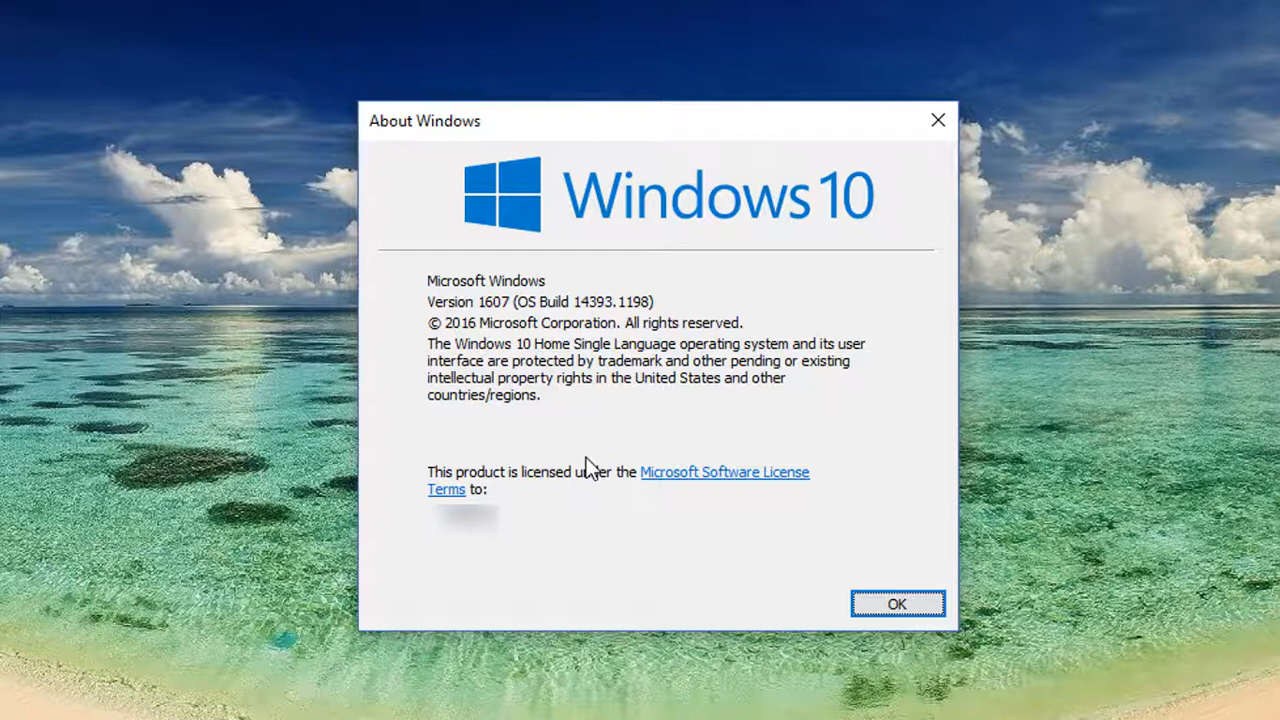 About Windows
Windows 10
Microsoft Windows
Version 1607 (OS Build 14393.1198)
© 2016 Microsoft Corporation. All rights reserved.
The Windows 10 Home Single Language operating system and its user
interface are protected by trademark and other pending or existing
intellectual property rights in the United States and other
countries/regions.
This product is licensed under the Microsoft Software License
Terms to:
OK